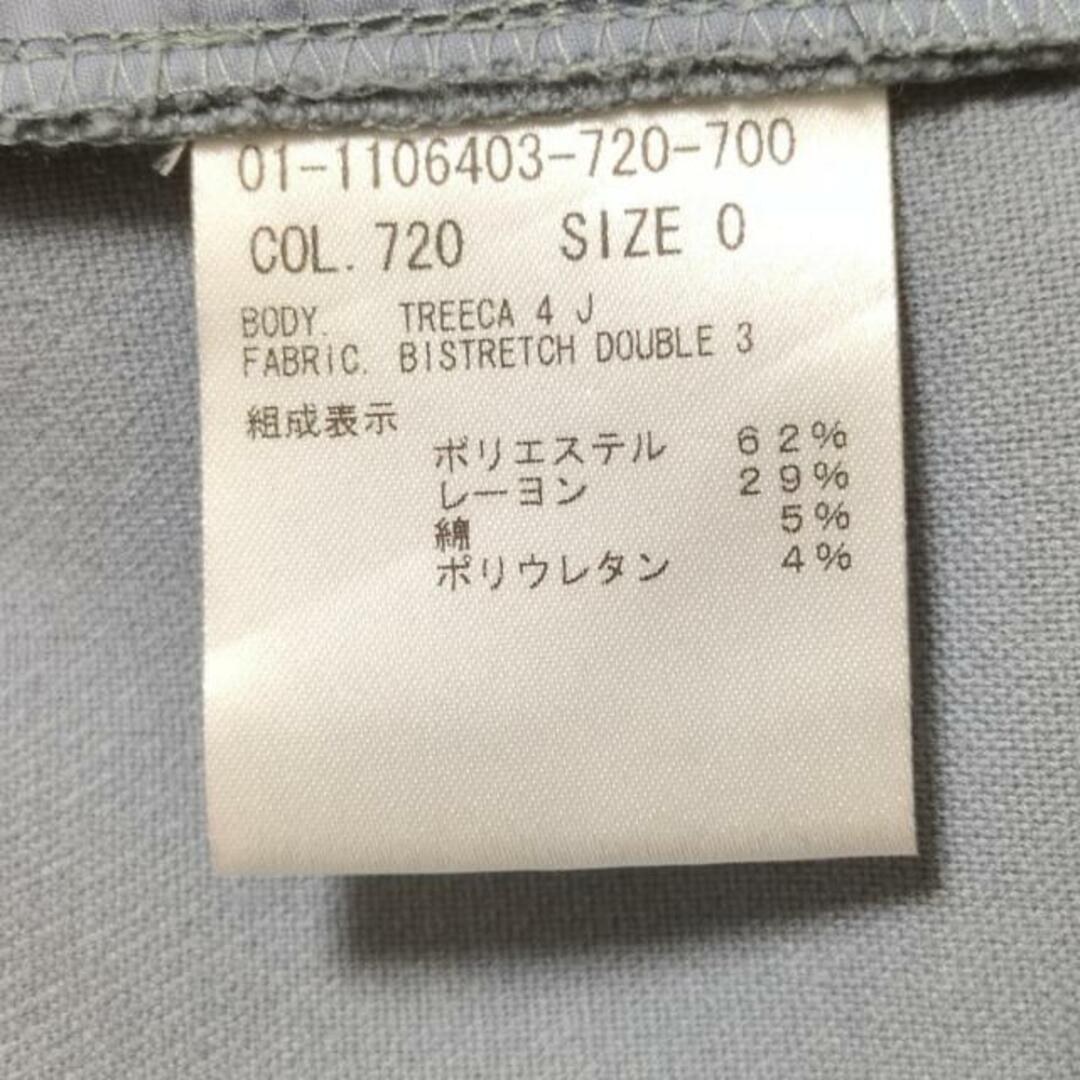 01-1106403-720-700
COL. 720 SIZE 0
BODY. TREECA 4 J
FABRIC. BISTRETCH DOUBLE 3
組成表示
ポリエステル 62%
レーヨン 29%
綿 5%
ポリウレタン 4%